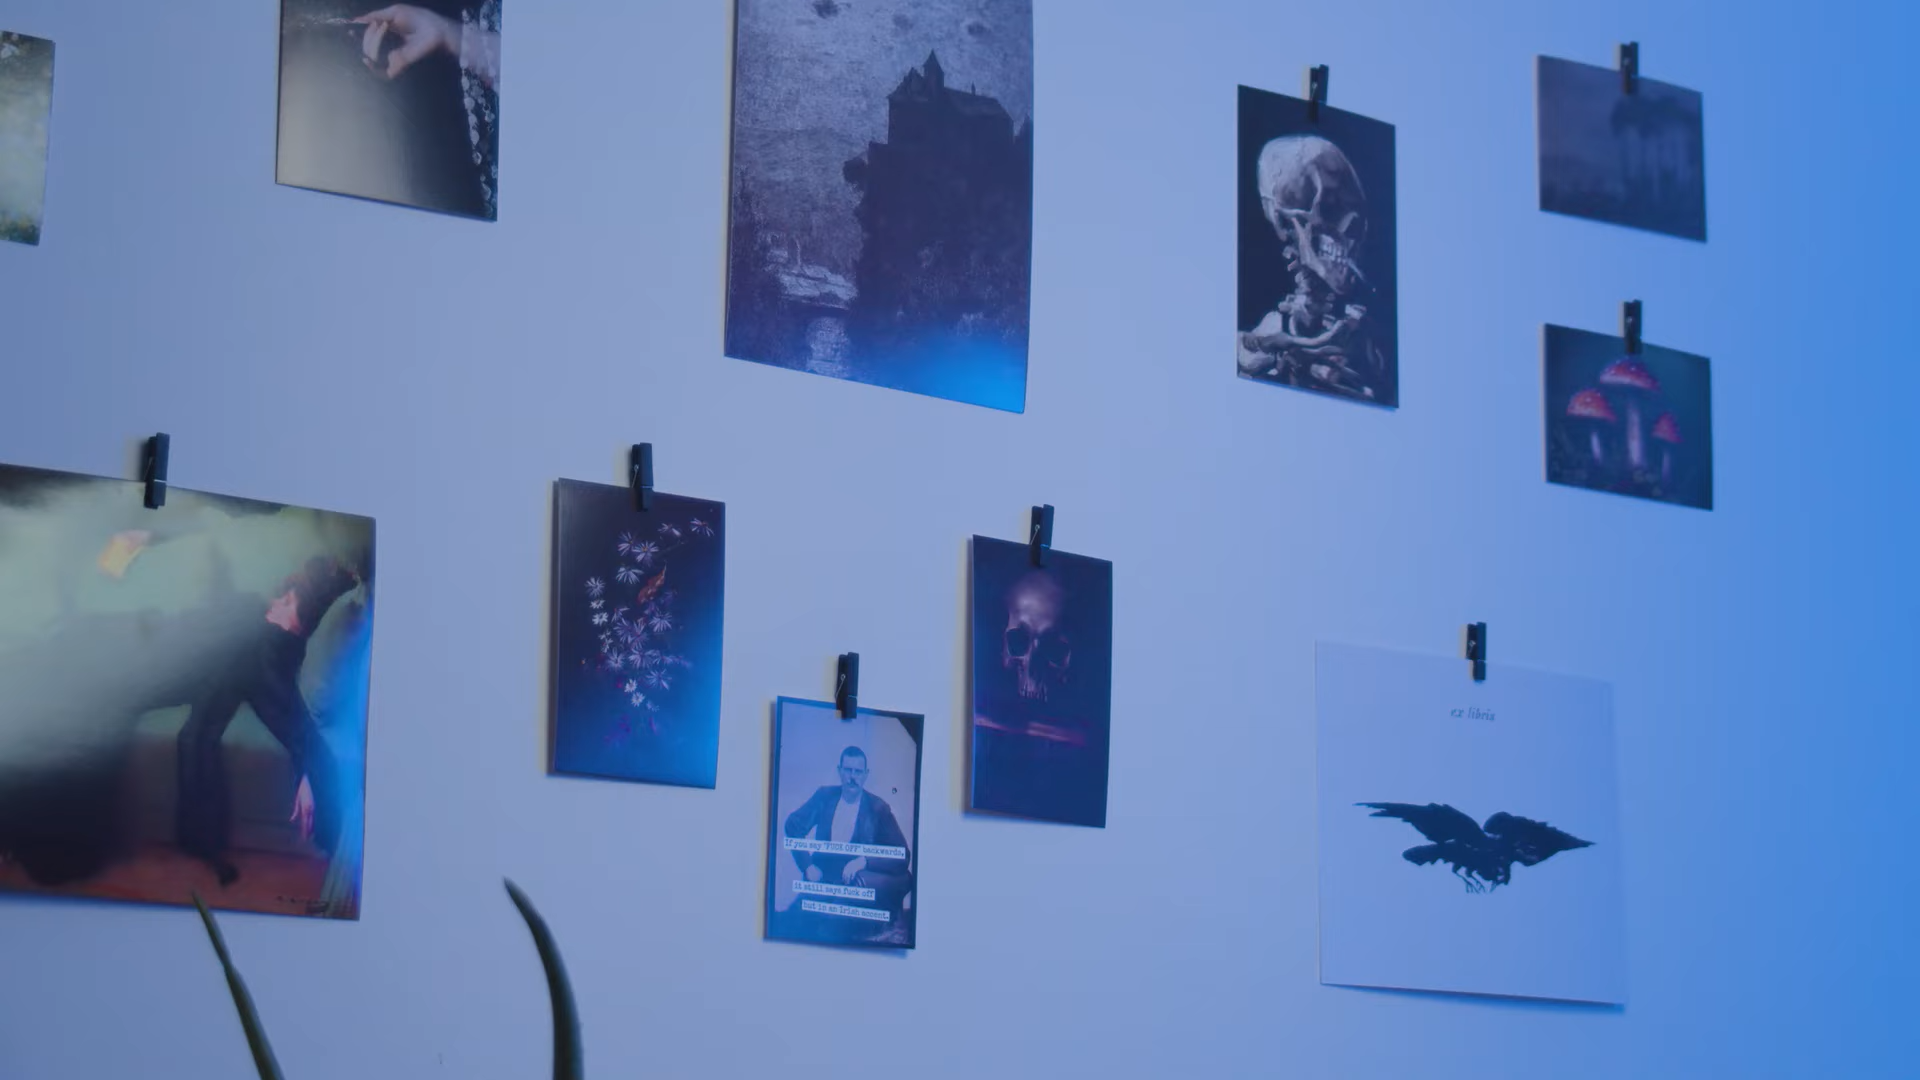 ex libris
If you say "FUCK OFF" backwards,
it still says fuck off
but in an Irish accent.